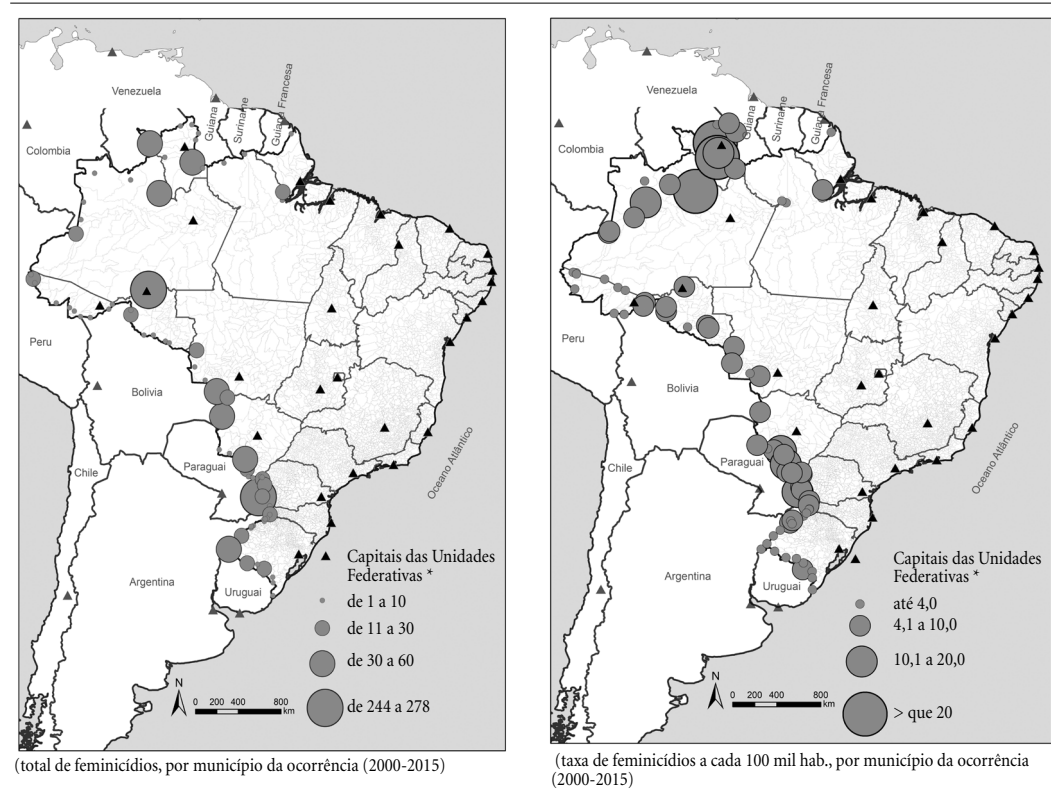 Venezuela
Guiana
Suriname
Guiana Francesa
Colombia
Peru
Bolivia
Chile
Paraguai
Argentina
Uruguai
Oceano Atlântico
Capitais das Unidades
Federativas *
de 1 a 10
de 11 a 30
de 30 a 60
de 244 a 278
N
0 200 400 800
km
(total de feminicídios, por município da ocorrência (2000-2015)
Venezuela
Guiana
Suriname
Guiana Francesa
Colombia
Peru
Bolivia
Chile
Paraguai
Argentina
Uruguai
Oceano Atlântico
Capitais das Unidades
Federativas *
até 4,0
4,1 a 10,0
10,1 a 20,0
> que 20
N
0 200 400 800
km
(taxa de feminicídios a cada 100 mil hab., por município da ocorrência
(2000-2015)